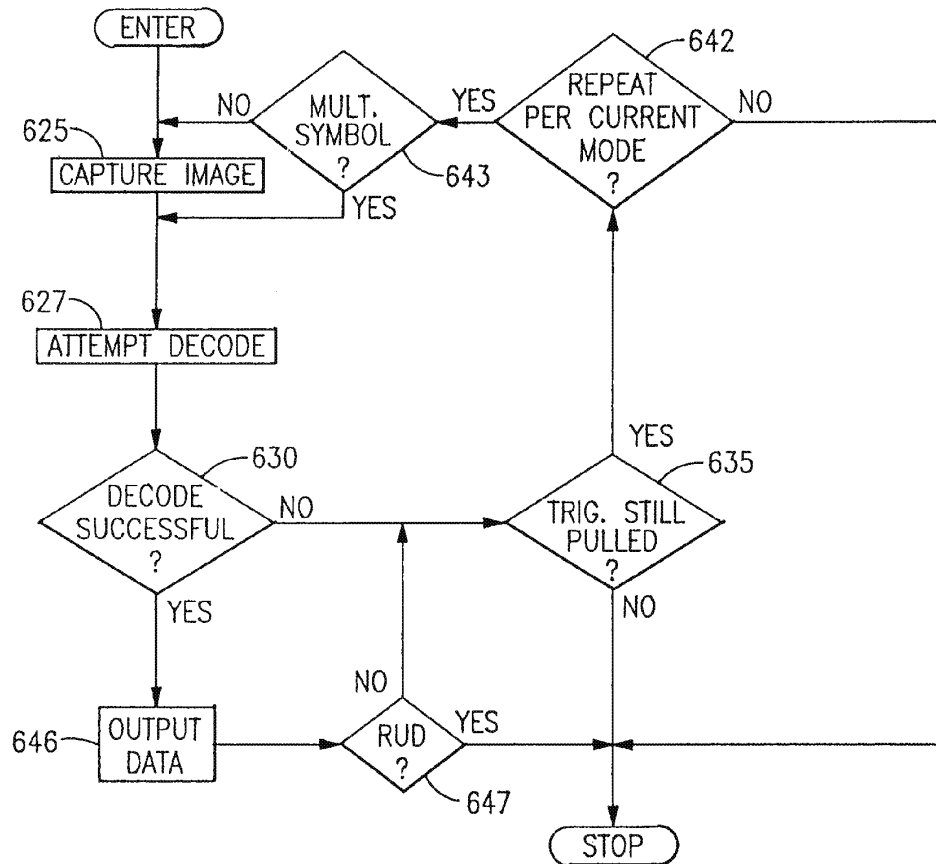 ENTER
642
REPEAT
PER CURRENT
MODE
?
YES
NO
MULT.
SYMBOL
?
643
NO
YES
625
CAPTURE IMAGE
627
ATTEMPT DECODE
630
DECODE
SUCCESSFUL
?
NO
YES
635
TRIG. STILL
PULLED
?
YES
NO
646
OUTPUT
DATA
NO
RUD
?
YES
647
STOP